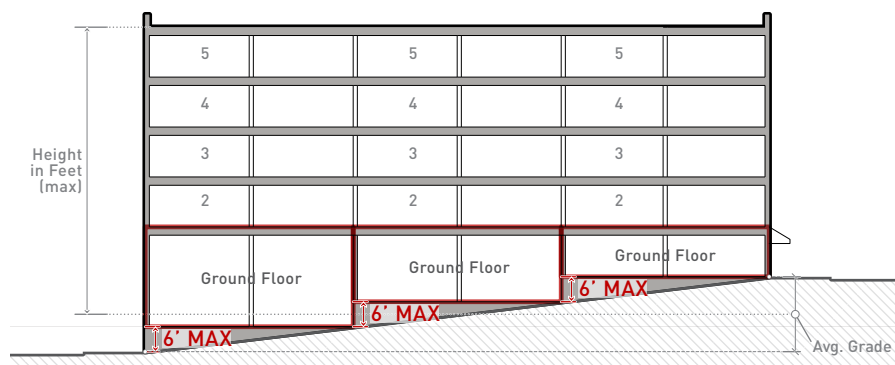 5 5 5
4 4 4
Height
in Feet
(max)
3 3 3
2 2 2
Ground Floor
Ground Floor
Ground Floor
6’ MAX
6’ MAX
6’ MAX
Avg. Grade